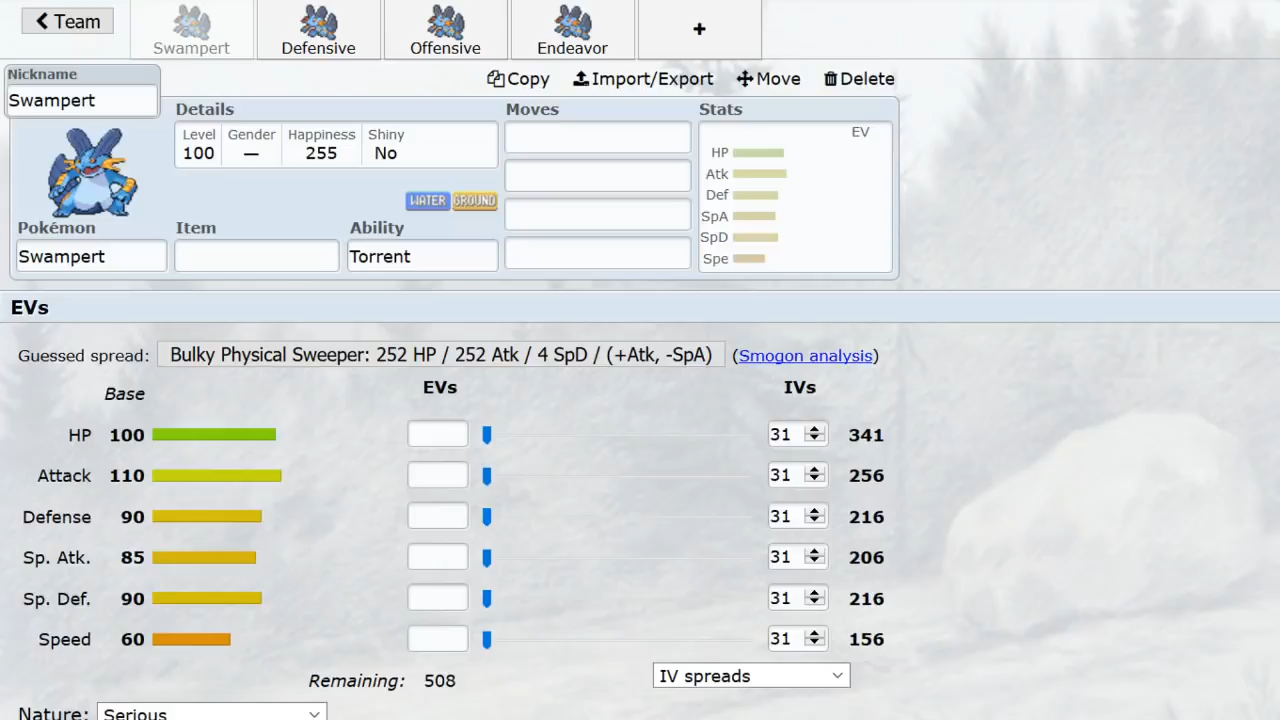 Team
Swampert
Defensive
Offensive
Endeavor
+
Nickname
Swampert
Copy
Import/Export
Move
Delete
Details
Level
Gender
Happiness
Shiny
100
—
255
No
WATER
GROUND
Pokémon
Swampert
Item
Ability
Torrent
Moves
Stats
EV
HP
Atk
Def
SpA
SpD
Spe
EVs
Guessed spread: Bulky Physical Sweeper: 252 HP / 252 Atk / 4 SpD / (+Atk, -SpA) (Smogon analysis)
Base EVs IVs
HP 100 31 341
Attack 110 31 256
Defense 90 31 216
Sp. Atk. 85 31 206
Sp. Def. 90 31 216
Speed 60 31 156
Remaining: 508
IV spreads
Nature: Serious